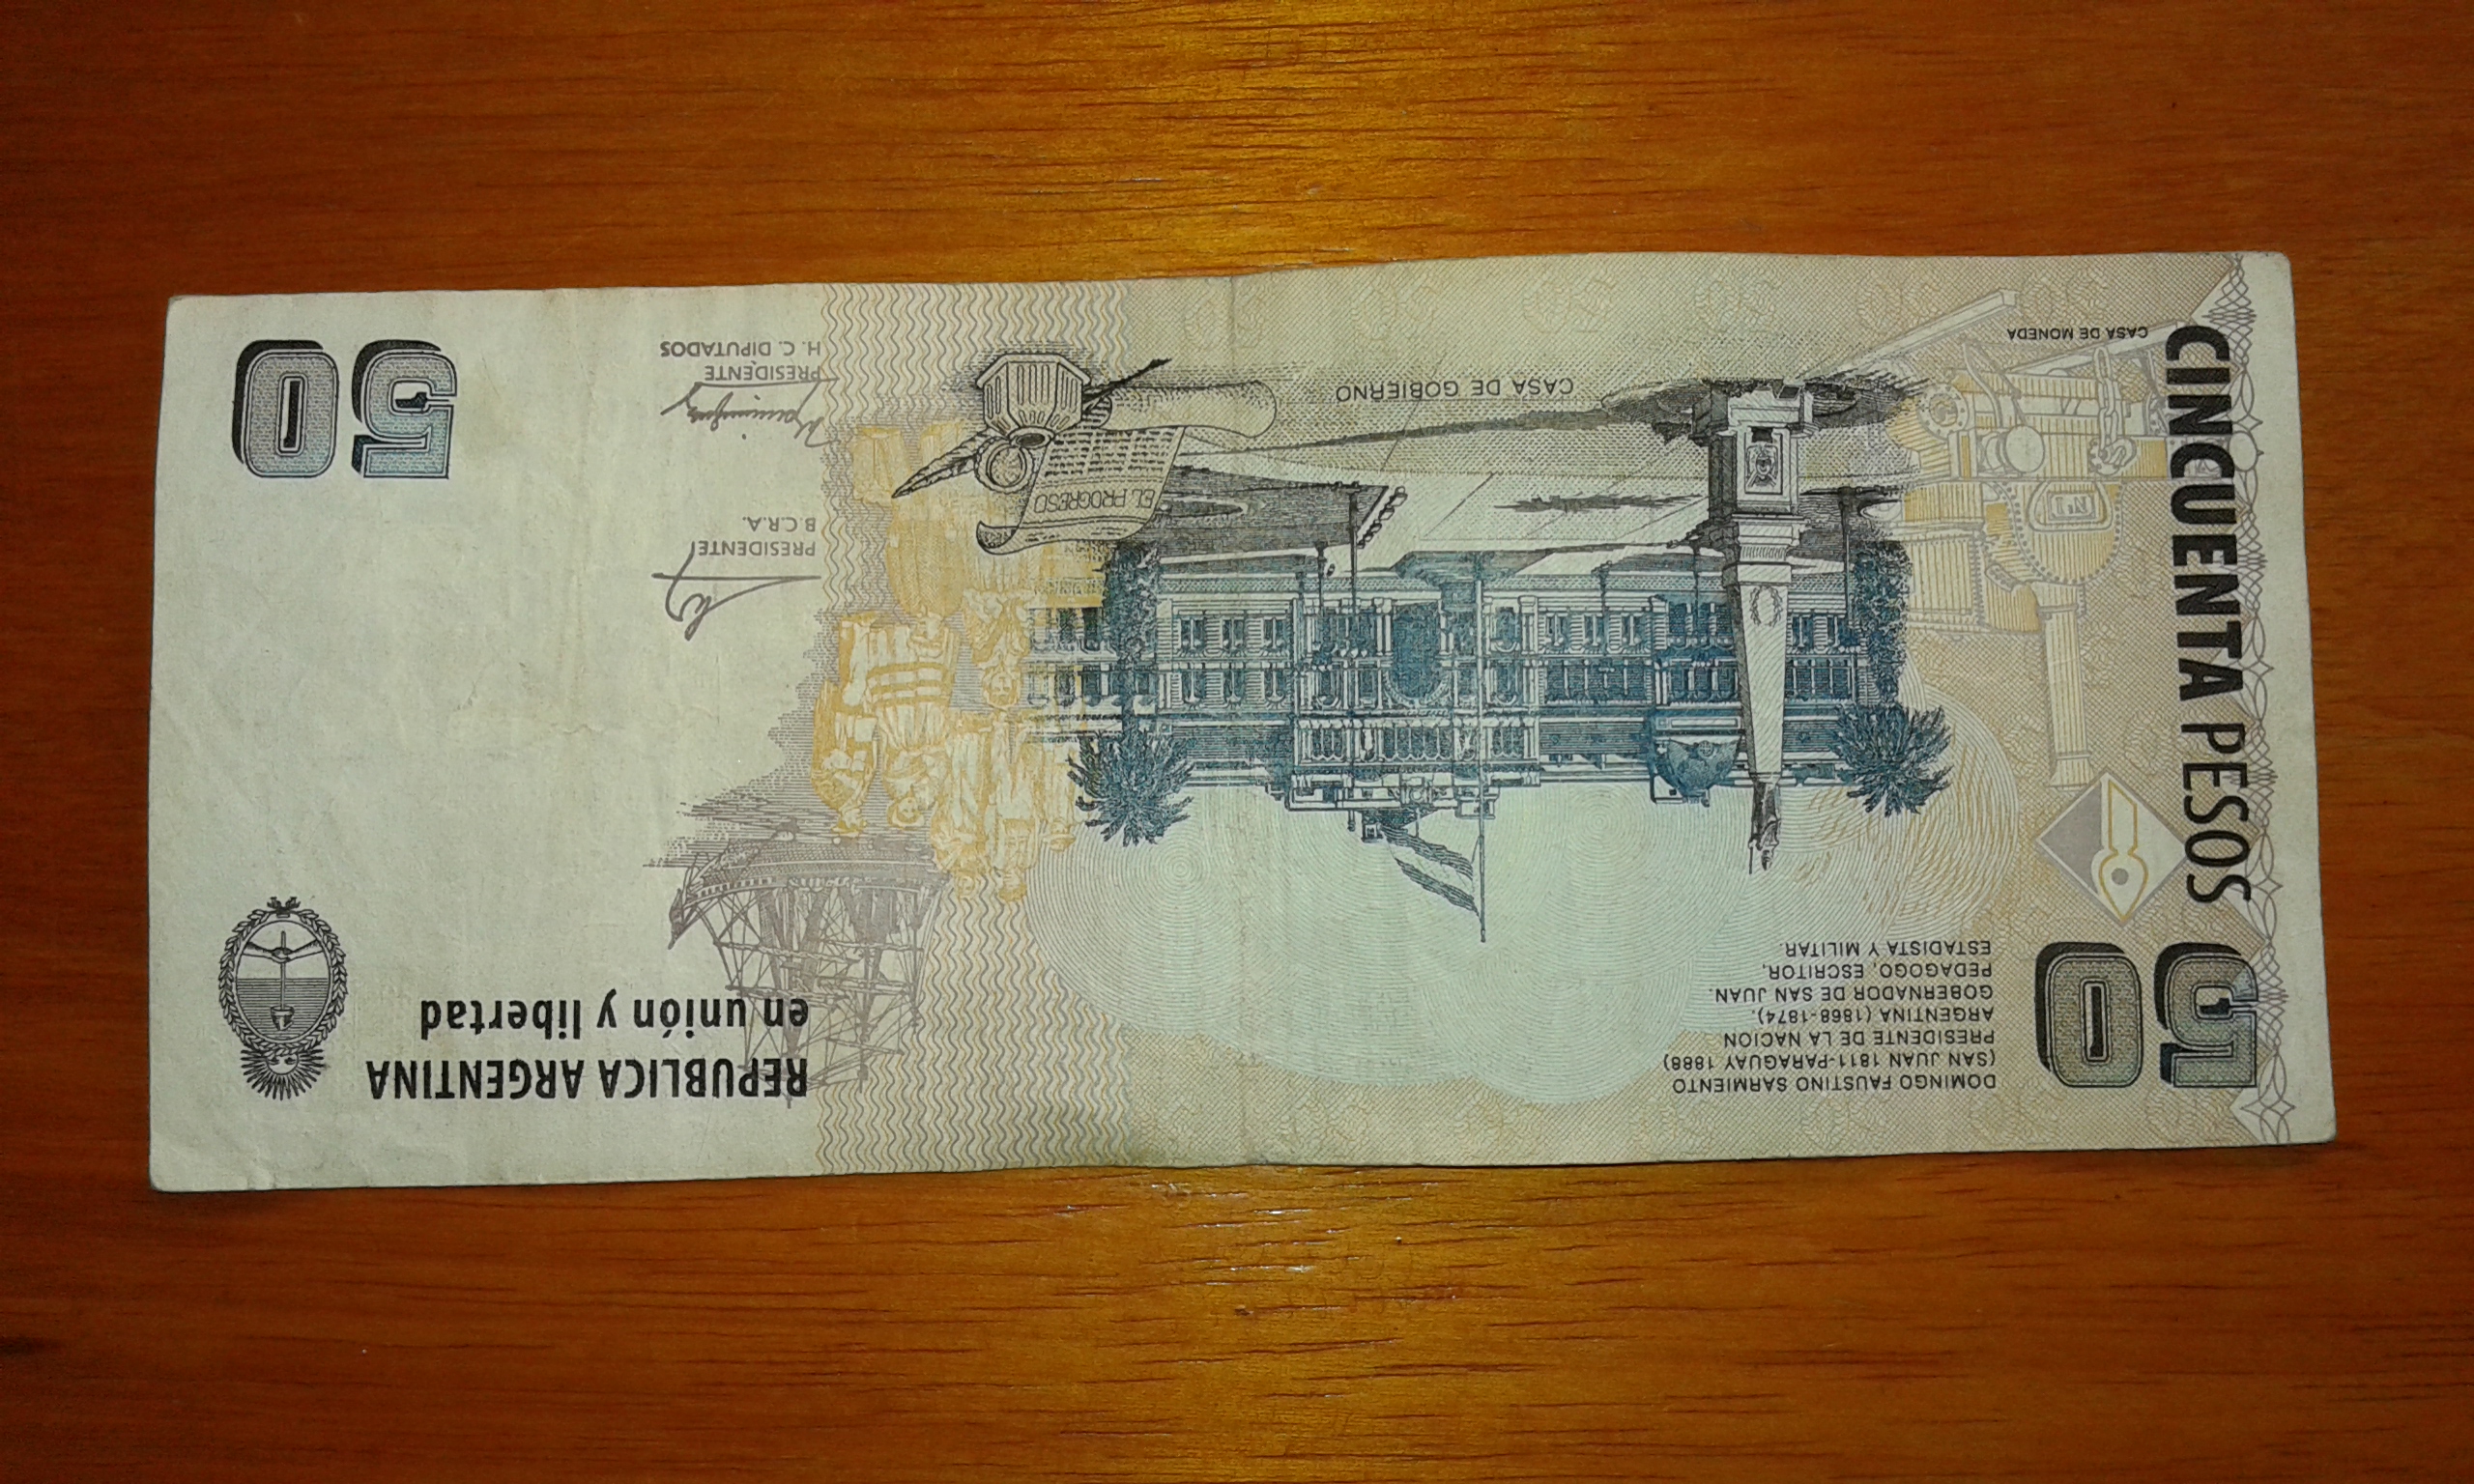 50
DOMINGO FAUSTINO SARMIENTO
(SAN JUAN 1811-PARAGUAY 1888)
PRESIDENTE DE LA NACION
ARGENTINA (1868-1874).
GOBERNADOR DE SAN JUAN.
PEDAGOGO, ESCRITOR,
ESTADISTA Y MILITAR.
REPUBLICA ARGENTINA
en unión y libertad
CINCUENTA PESOS
EL PROGRESO
Nº1
PRESIDENTE
B.C.R.A.
PRESIDENTE
H. C. DIPUTADOS
CASA DE GOBIERNO
CASA DE MONEDA
50